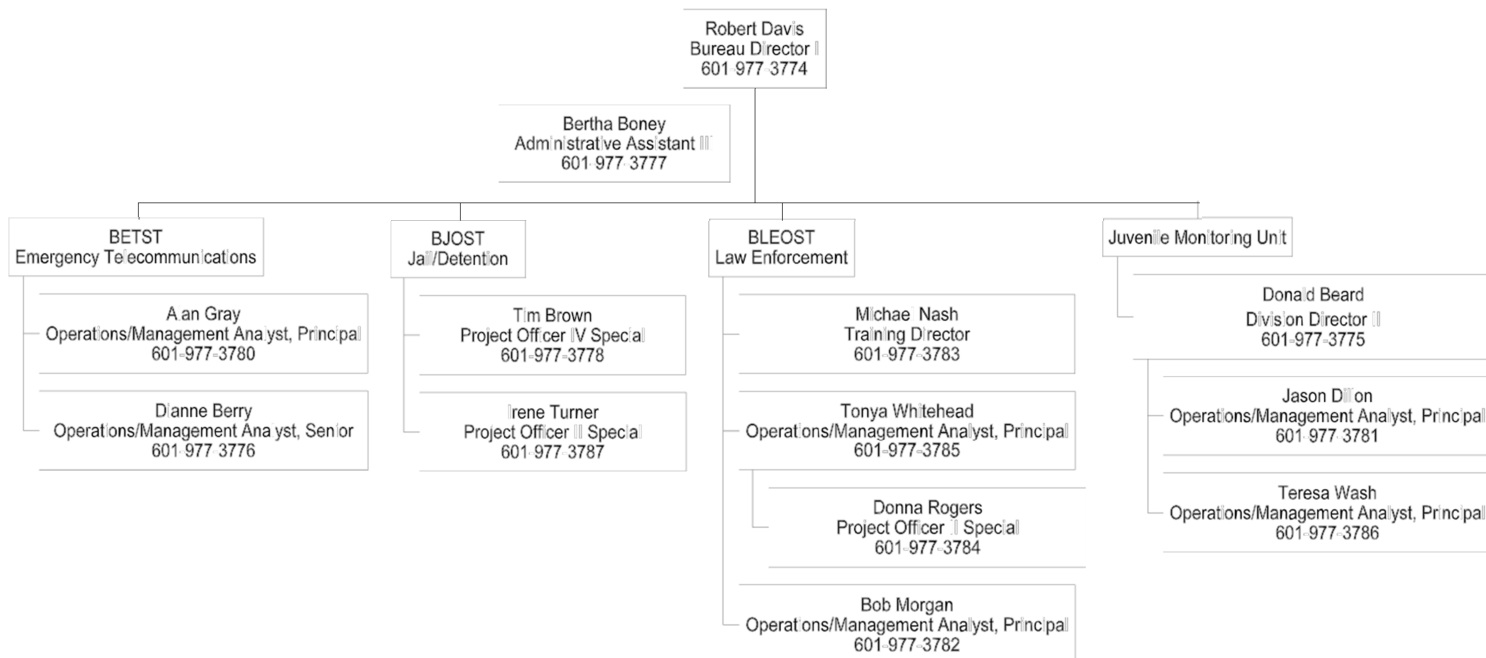 Robert Davis
Bureau Director II
601-977-3774
Bertha Boney
Administrative Assistant III
601-977-3777
BETST
Emergency Telecommunications
Alan Gray
Operations/Management Analyst, Principal
601-977-3780
Dianne Berry
Operations/Management Analyst, Senior
601-977-3776
BJOST
Jail/Detention
Tim Brown
Project Officer IV Special
601-977-3778
Irene Turner
Project Officer III Special
601-977-3787
BLEOST
Law Enforcement
Michael Nash
Training Director
601-977-3783
Tonya Whitehead
Operations/Management Analyst, Principal
601-977-3785
Donna Rogers
Project Officer II Special
601-977-3784
Bob Morgan
Operations/Management Analyst, Principal
601-977-3782
Juvenile Monitoring Unit
Donald Beard
Division Director II
601-977-3775
Jason Dillon
Operations/Management Analyst, Principal
601-977-3781
Teresa Wash
Operations/Management Analyst, Principal
601-977-3786